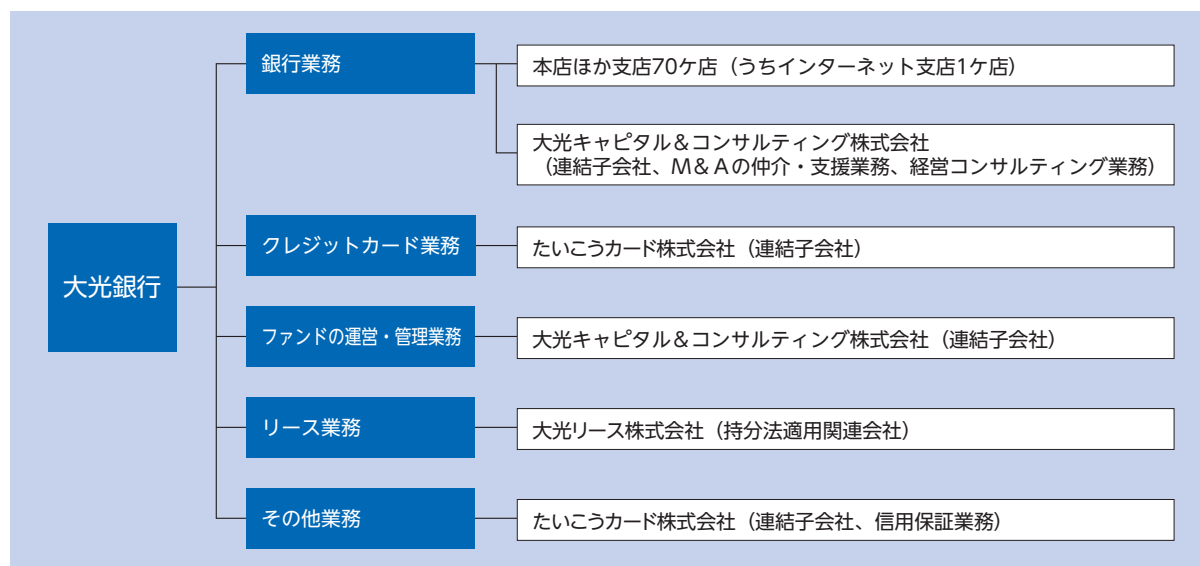 大光銀行
銀行業務
本店ほか支店70ケ店（うちインターネット支店1ケ店）
大光キャピタル＆コンサルティング株式会社
（連結子会社、M＆Aの仲介・支援業務、経営コンサルティング業務）
クレジットカード業務
たいこうカード株式会社（連結子会社）
ファンドの運営・管理業務
大光キャピタル＆コンサルティング株式会社（連結子会社）
リース業務
大光リース株式会社（持分法適用関連会社）
その他業務
たいこうカード株式会社（連結子会社、信用保証業務）